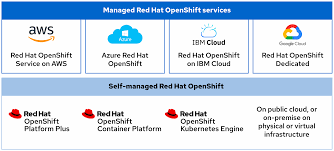 Managed Red Hat OpenShift services
aws
Azure
IBM Cloud
Google Cloud
Red Hat OpenShift
Service on AWS
Azure Red Hat
OpenShift
Red Hat OpenShift
on IBM Cloud
Red Hat OpenShift
Dedicated
Self-managed Red Hat OpenShift
Red Hat
OpenShift
Platform Plus
Red Hat
OpenShift
Container Platform
Red Hat
OpenShift
Kubernetes Engine
On public cloud, or
on-premise on
physical or virtual
infrastructure